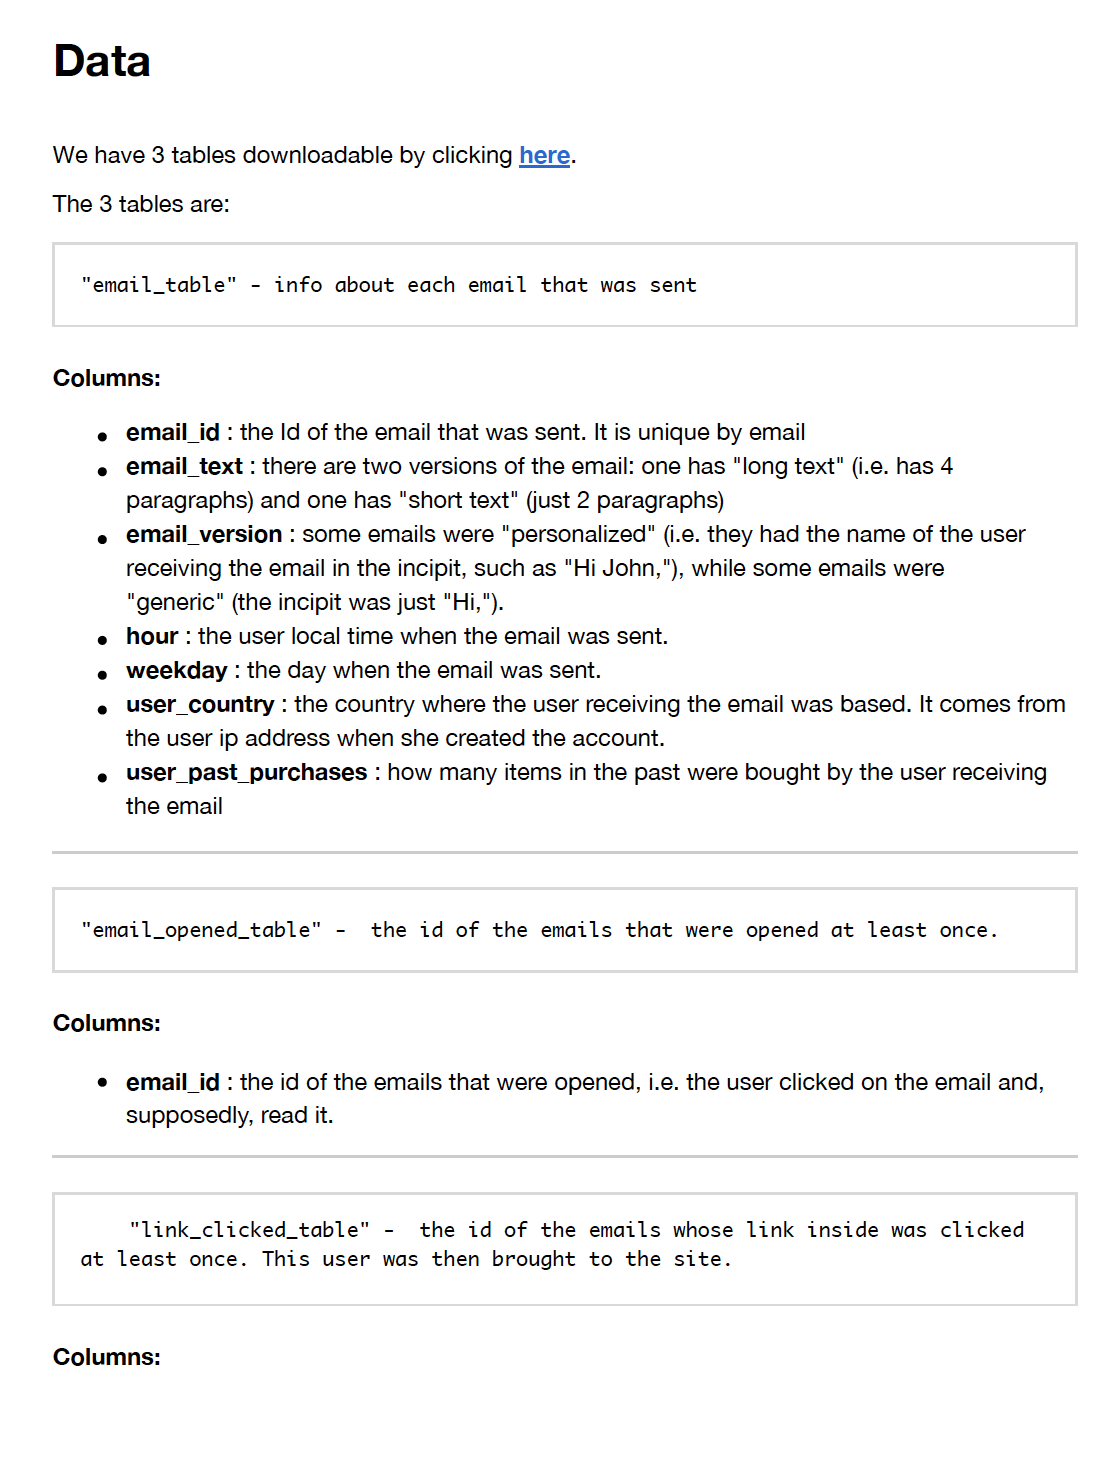 Data
We have 3 tables downloadable by clicking here.
The 3 tables are:
"email_table" - info about each email that was sent
Columns:
• email_id : the Id of the email that was sent. It is unique by email
• email_text : there are two versions of the email: one has "long text" (i.e. has 4
paragraphs) and one has "short text" (just 2 paragraphs)
• email_version : some emails were "personalized" (i.e. they had the name of the user
receiving the email in the incipit, such as "Hi John,"), while some emails were
"generic" (the incipit was just "Hi,").
• hour : the user local time when the email was sent.
• weekday : the day when the email was sent.
• user_country : the country where the user receiving the email was based. It comes from
the user ip address when she created the account.
• user_past_purchases : how many items in the past were bought by the user receiving
the email
"email_opened_table" -  the id of the emails that were opened at least once.
Columns:
• email_id : the id of the emails that were opened, i.e. the user clicked on the email and,
supposedly, read it.
"link_clicked_table" -  the id of the emails whose link inside was clicked
at least once. This user was then brought to the site.
Columns: